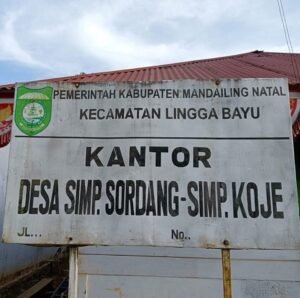 PEMERINTAH KABUPATEN MANDAILING NATAL
KECAMATAN LINGGA BAYU
KANTOR
DESA SIMP. SORDANG-SIMP. KOJE
JL... No..